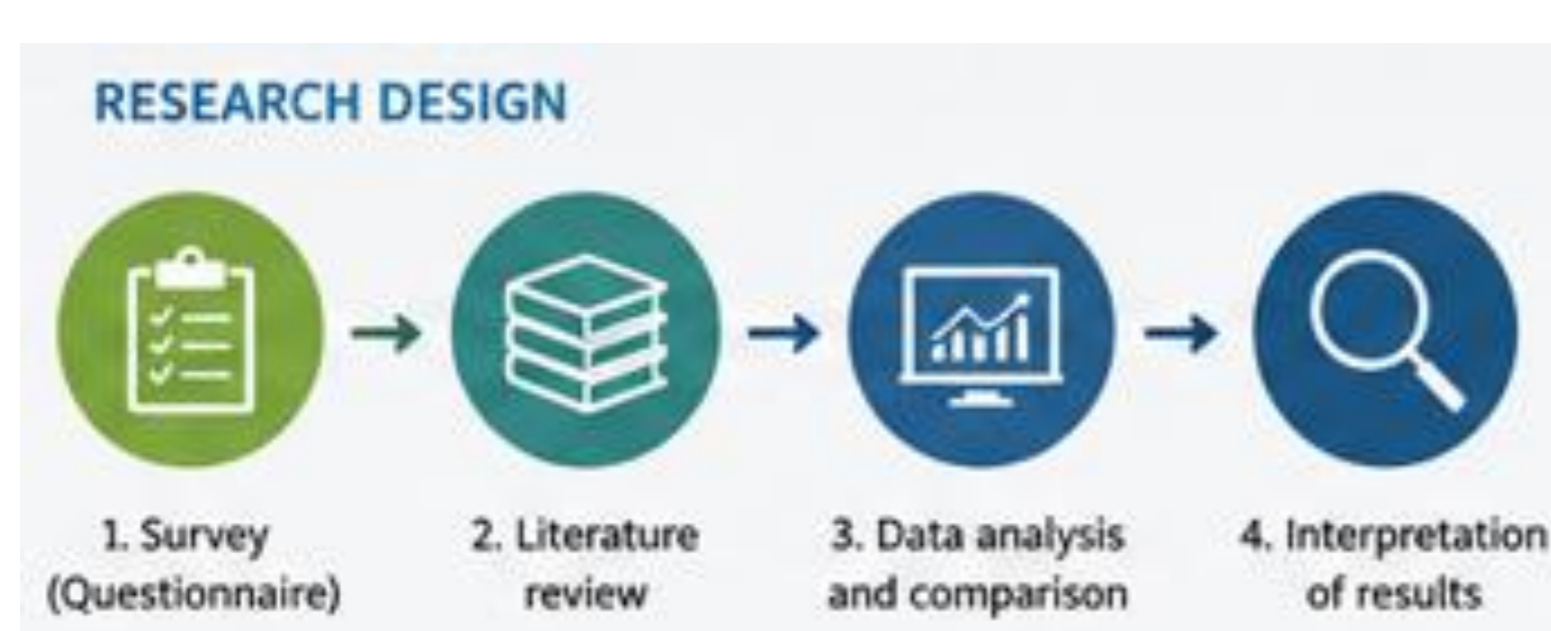 RESEARCH DESIGN
1. Survey
(Questionnaire)
2. Literature
review
3. Data analysis
and comparison
4. Interpretation
of results